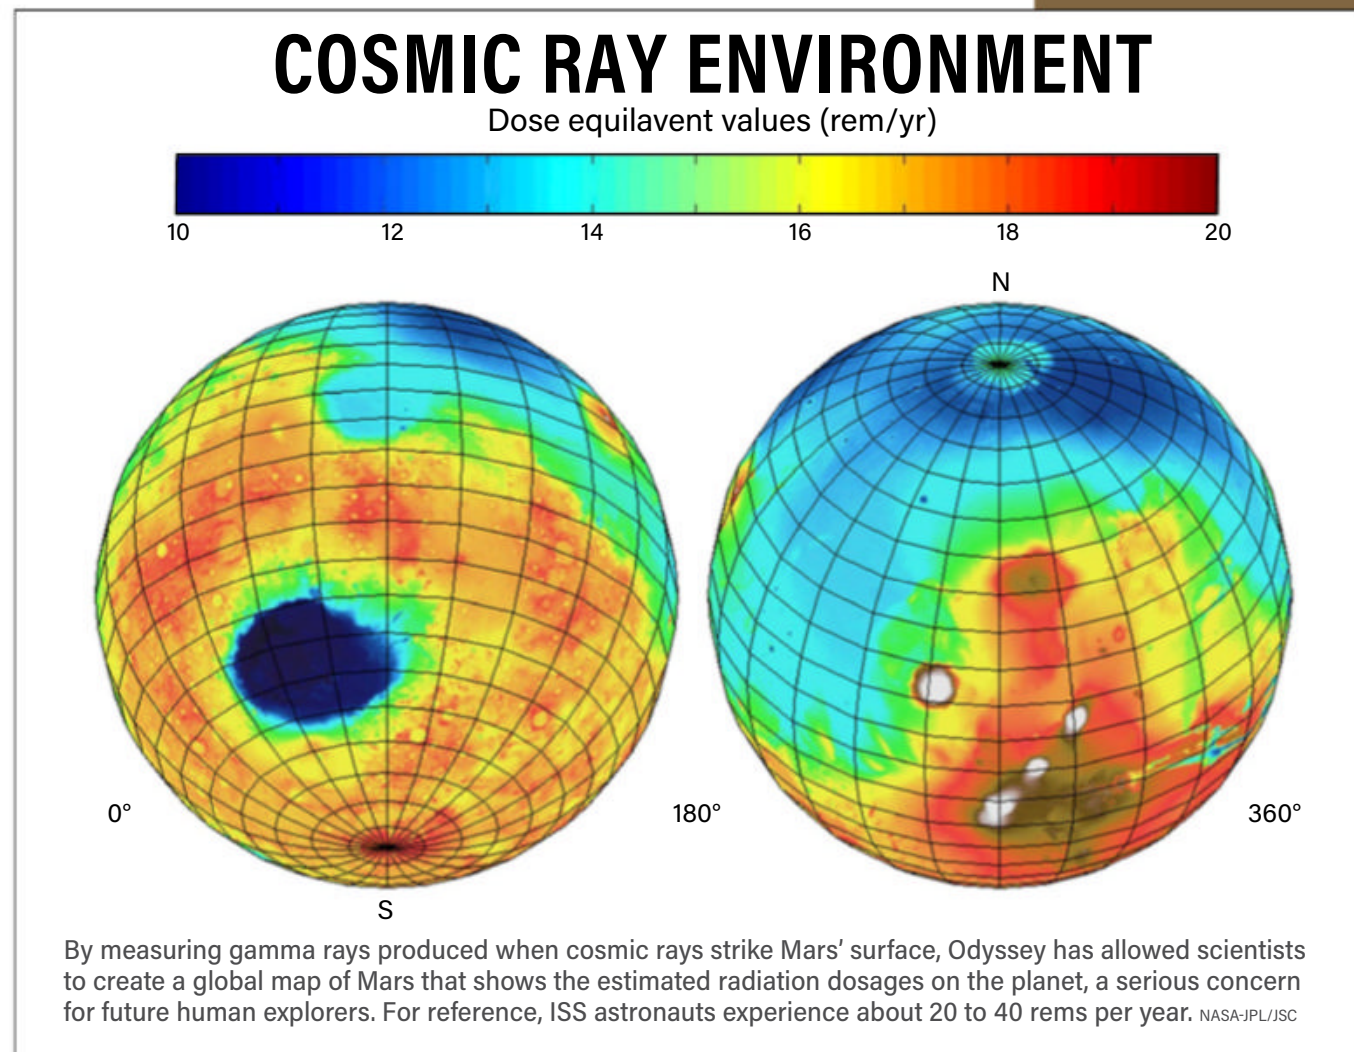 COSMIC RAY ENVIRONMENT
Dose equilavent values (rem/yr)
10 12 14 16 18 20
N
0° 180° 360°
S
By measuring gamma rays produced when cosmic rays strike Mars’ surface, Odyssey has allowed scientists
to create a global map of Mars that shows the estimated radiation dosages on the planet, a serious concern
for future human explorers. For reference, ISS astronauts experience about 20 to 40 rems per year. NASA-JPL/JSC